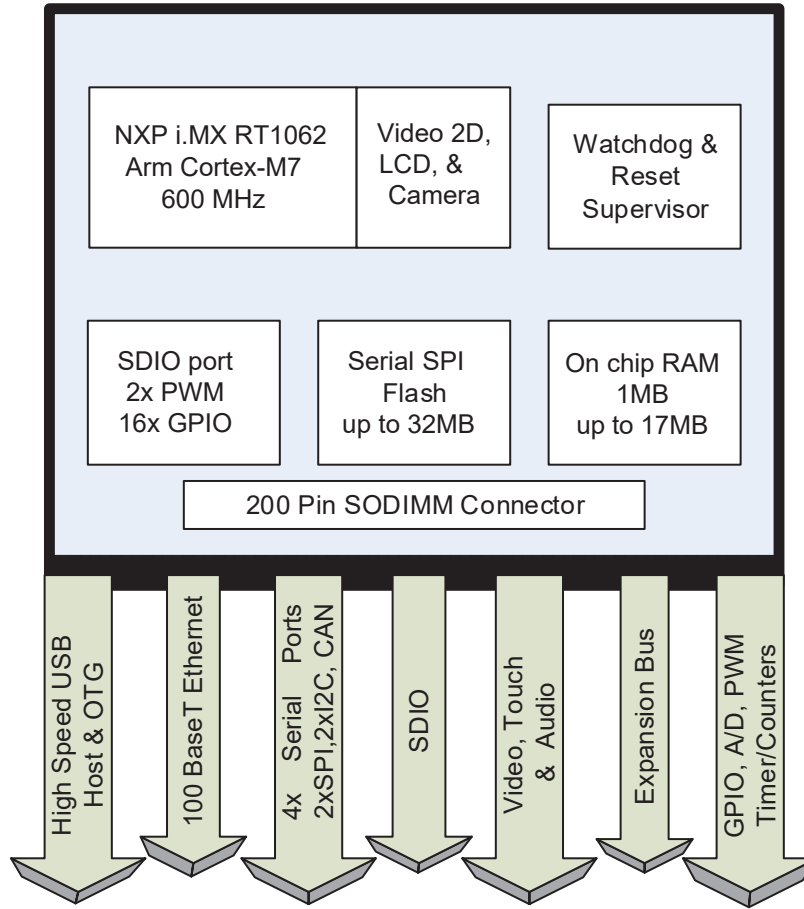 NXP i.MX RT1062
Arm Cortex-M7
600 MHz
Video 2D,
LCD, &
Camera
Watchdog &
Reset
Supervisor
SDIO port
2x PWM
16x GPIO
Serial SPI
Flash
up to 32MB
On chip RAM
1MB
up to 17MB
200 Pin SODIMM Connector
High Speed USB
Host & OTG
100 BaseT Ethernet
4x Serial Ports
2xSPI,2xI2C, CAN
SDIO
Video, Touch
& Audio
Expansion Bus
GPIO, A/D, PWM
Timer/Counters